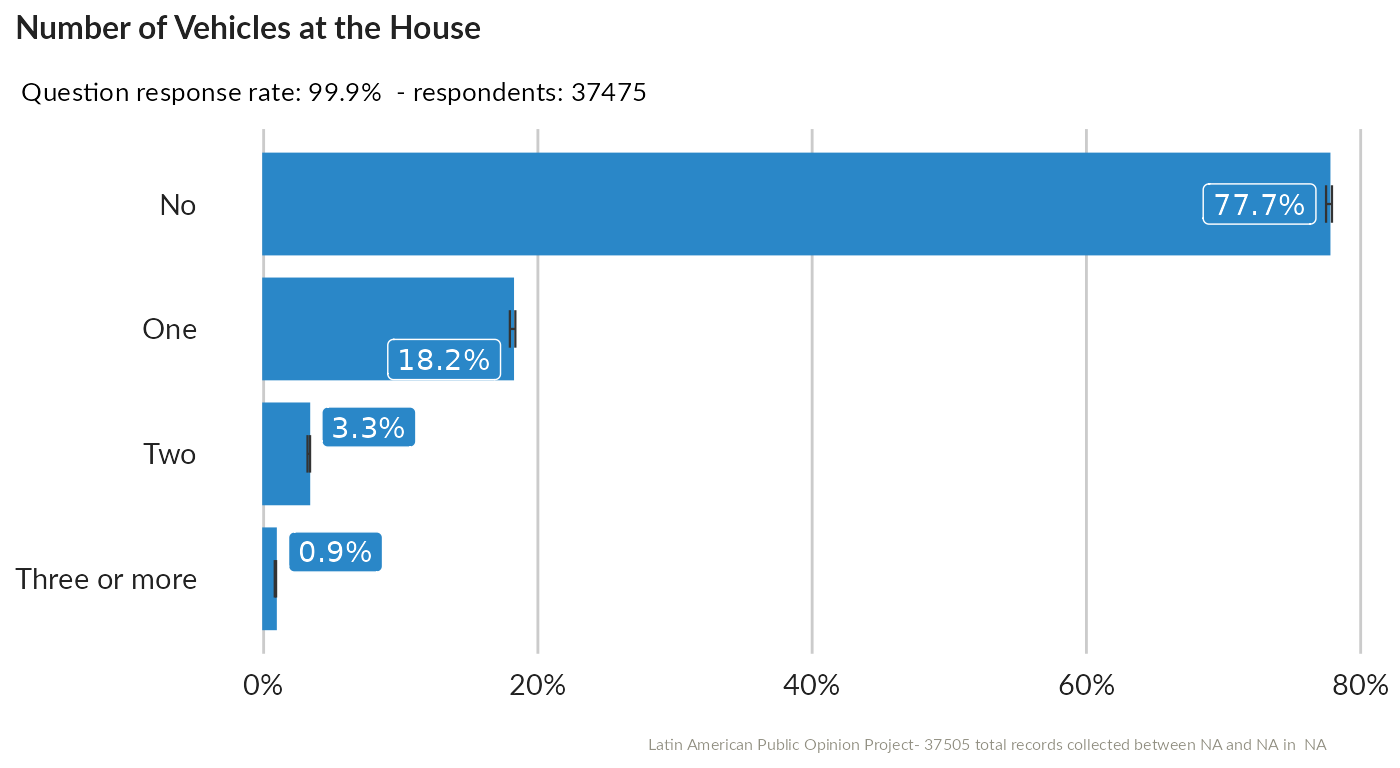 Number of Vehicles at the House
Question response rate: 99.9%  - respondents: 37475
No
77.7%
One
18.2%
Two
3.3%
Three or more
0.9%
0% 20% 40% 60% 80%
Latin American Public Opinion Project- 37505 total records collected between NA and NA in  NA